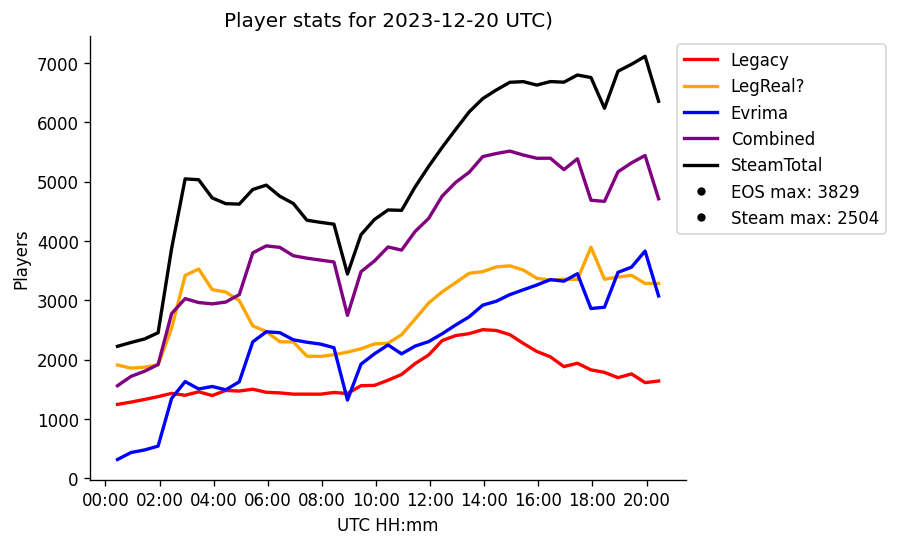 Player stats for 2023-12-20 UTC)
Players
7000
6000
5000
4000
3000
2000
1000
0
00:00 02:00 04:00 06:00 08:00 10:00 12:00 14:00 16:00 18:00 20:00
UTC HH:mm
Legacy
LegReal?
Evrima
Combined
SteamTotal
EOS max: 3829
Steam max: 2504